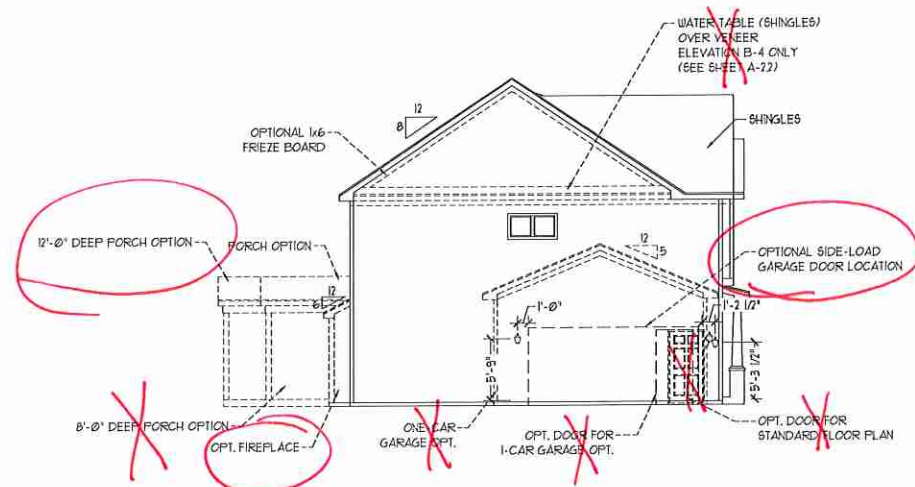 WATER TABLE (SHINGLES)
OVER VENEER
ELEVATION B-4 ONLY
(SEE SHEET A-22)
12
8
SHINGLES
OPTIONAL 1x6
FRIEZE BOARD
12'-0" DEEP PORCH OPTION
PORCH OPTION
12
5
OPTIONAL SIDE-LOAD
GARAGE DOOR LOCATION
12
6
1'-0"
1'-2 1/2"
5'-9"
5'-3 1/2"
8'-0" DEEP PORCH OPTION
OPT. FIREPLACE
ONE-CAR
GARAGE OPT.
OPT. DOOR FOR
1-CAR GARAGE OPT.
OPT. DOOR FOR
STANDARD FLOOR PLAN